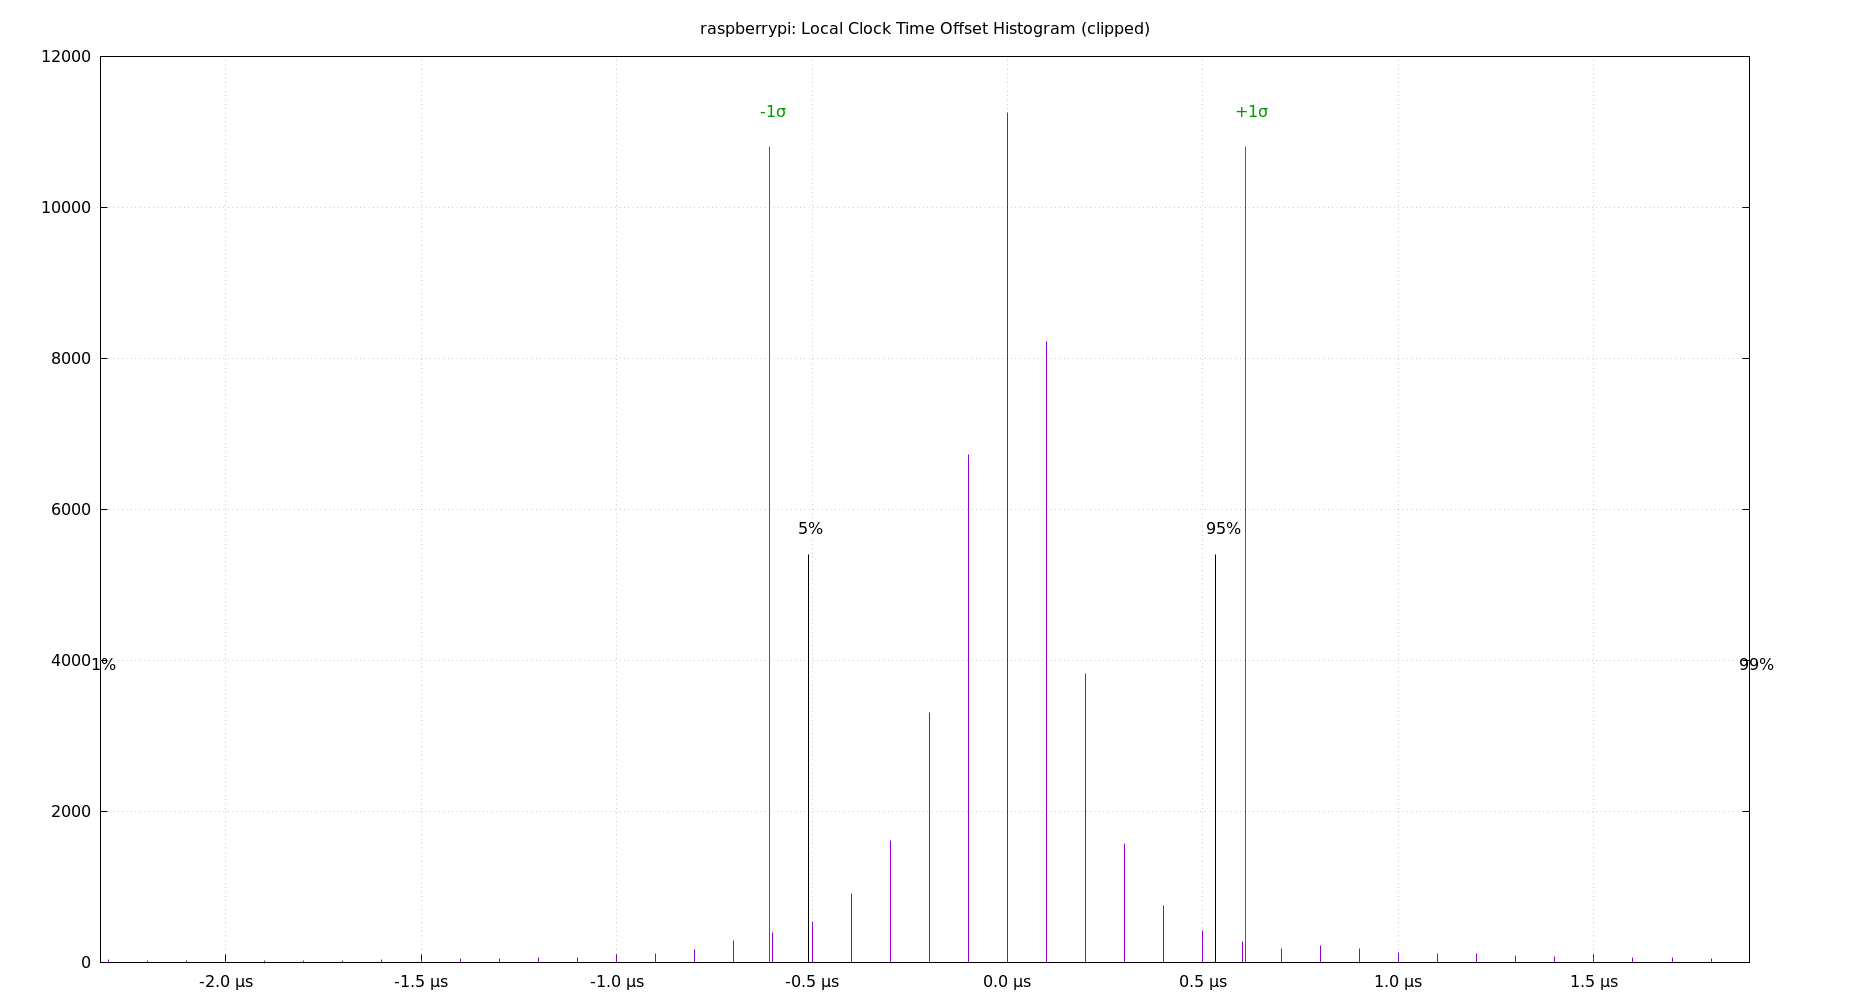 raspberrypi: Local Clock Time Offset Histogram (clipped)
12000
-1σ
+1σ
10000
8000
6000
5%
95%
4000
1%
99%
2000
0
-2.0 µs
-1.5 µs
-1.0 µs
-0.5 µs
0.0 µs
0.5 µs
1.0 µs
1.5 µs